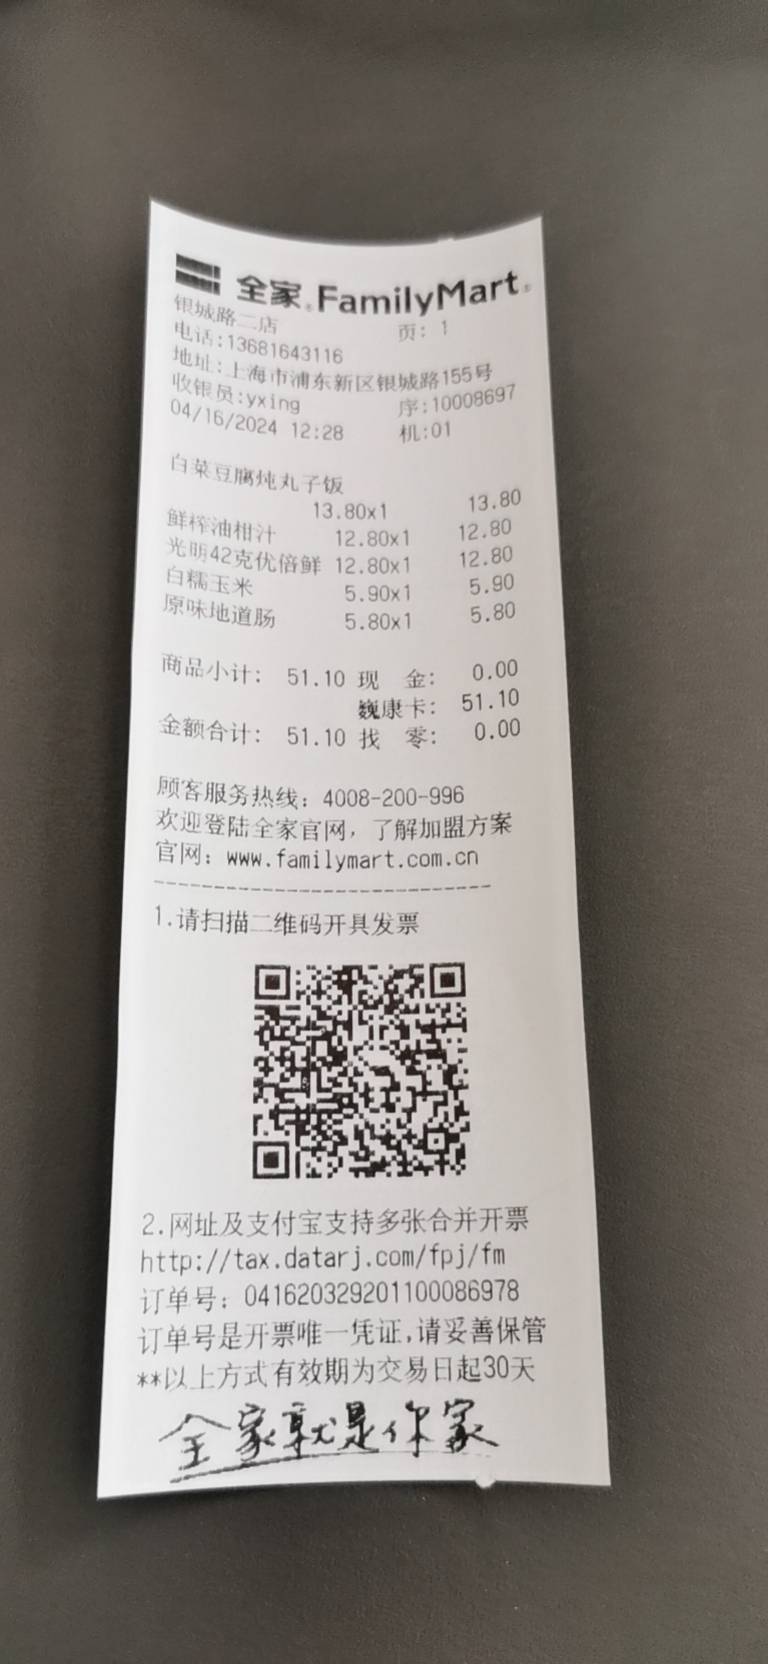 全家 FamilyMart
银城路二店 页: 1
电话:13681643116
地址:上海市浦东新区银城路155号
收银员:yxing 序:10008697
04/16/2024 12:28 机:01
白菜豆腐炖丸子饭
13.80x1 13.80
鲜榨油柑汁 12.80x1 12.80
光明42克优倍鲜 12.80x1 12.80
白糯玉米 5.90x1 5.90
原味地道肠 5.80x1 5.80
商品小计: 51.10 现 金: 0.00
巍康卡: 51.10
金额合计: 51.10 找 零: 0.00
顾客服务热线: 4008-200-996
欢迎登陆全家官网,了解加盟方案
官网: www.familymart.com.cn
----------------------------
1.请扫描二维码开具发票
2.网址及支付宝支持多张合并开票
http://tax.datarj.com/fpj/fm
订单号: 041620329201100086978
订单号是开票唯一凭证,请妥善保管
**以上方式有效期为交易日起30天
全家就是你家